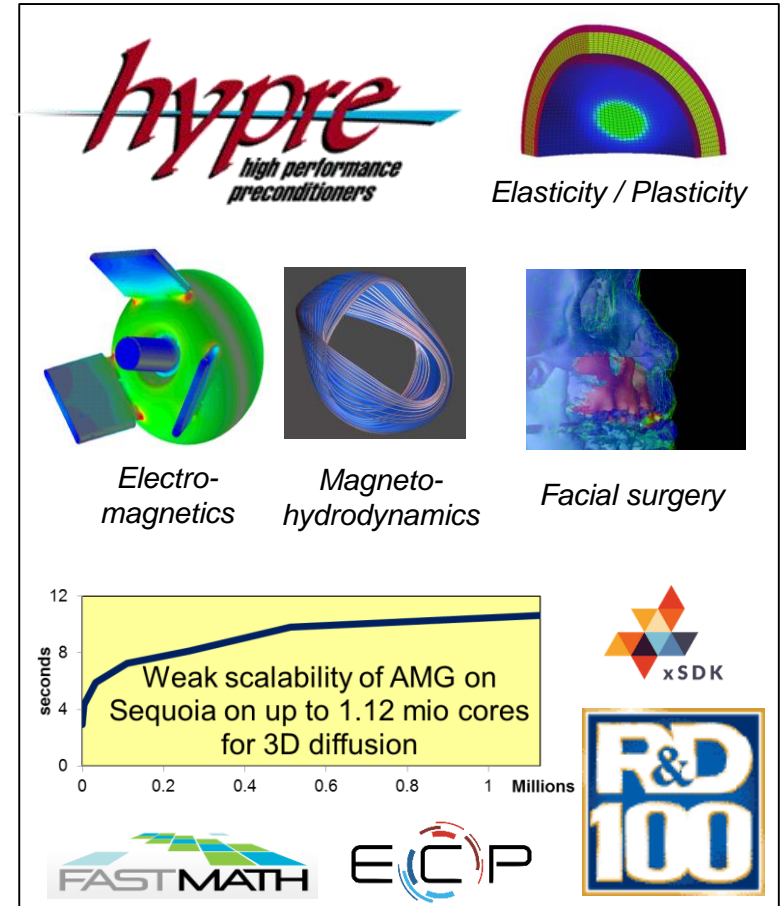 hypre
high performance
preconditioners
Elasticity / Plasticity
Electro-
magnetics
Magneto-
hydrodynamics
Facial surgery
12
8
4
0
seconds
Weak scalability of AMG on
Sequoia on up to 1.12 mio cores
for 3D diffusion
0 0.2 0.4 0.6 0.8 1 Millions
xSDK
R&D
100
FASTMATH
ECP